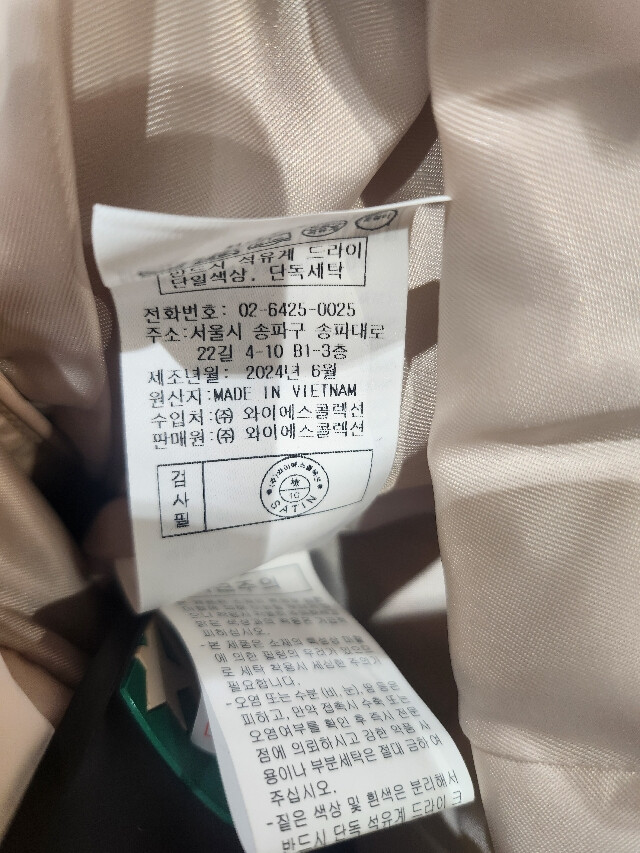 반드시 석유계 드라이
단일색상, 단독세탁
전화번호: 02-6425-0025
주소:서울시 송파구 송파대로
22길 4-10 B1-3층
제조년월: 2024년 6월
원산지:MADE IN VIETNAM
수입처:㈜ 와이에스콜렉션
판매원:㈜ 와이에스콜렉션
검사필
SATIN
피하십시오.
-본 제품은 소재의 특성상 마찰
에 의한 필링의 우려가 있으므
로 세탁 착용시 세심한 주의가
필요합니다.
-오염 또는 수분(비, 눈), 땀 등은
피하고, 만약 접촉시 수축 또는
오염여부를 확인 후 즉시 전문
점에 의뢰하시고 강한 약품 사
용이나 부분세탁은 절대 금하여
주십시오.
-짙은 색상 및 흰색은 분리해서
반드시 단독 석유계 드라이 크